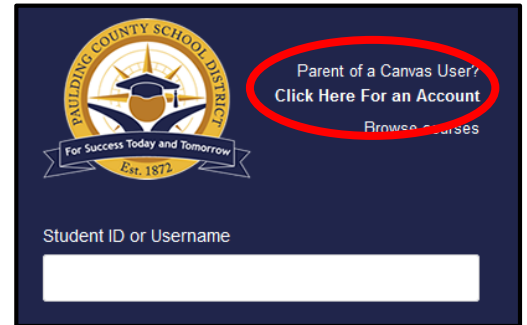 PAULDING COUNTY SCHOOL DISTRICT
For Success Today and Tomorrow
Est. 1872
Parent of a Canvas User?
Click Here For an Account
Browse courses
Student ID or Username